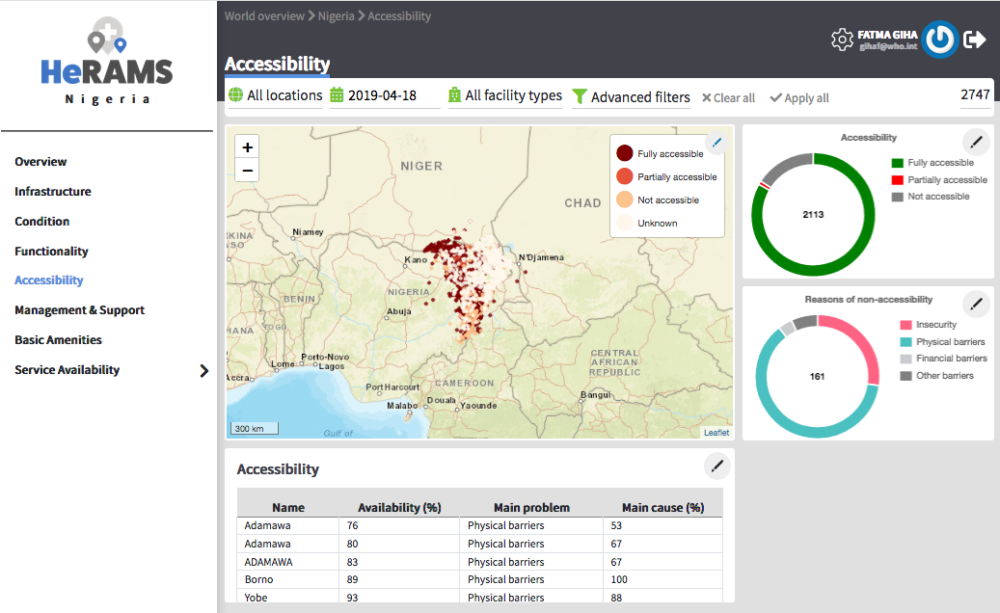 World overview > Nigeria > Accessibility
HeRAMS
Nigeria
FATMA GIHA
gihaf@who.int
Accessibility
All locations 2019-04-18 All facility types Advanced filters Clear all Apply all 2747
Overview
Infrastructure
Condition
Functionality
Accessibility
Management & Support
Basic Amenities
Service Availability
+
−
Fully accessible
Partially accessible
Not accessible
Unknown
NIGER
CHAD
KINA
ASO
Niamey
Kano
N'Djamena
NIGERIA
BENIN
Abuja
HANA
TOGO
Porto-Novo
Lome
Lagos
Accra
CENTRAL
AFRICAN
REPUBLIC
CAMEROON
Port Harcourt
Bangui
Douala
Malabo
Yaounde
300 km
Gulf of
Leaflet
Accessibility
Fully accessible
Partially accessible
Not accessible
2113
Reasons of non-accessibility
Insecurity
Physical barriers
Financial barriers
Other barriers
161
Accessibility
Name Availability (%) Main problem Main cause (%)
Adamawa 76 Physical barriers 53
Adamawa 80 Physical barriers 67
ADAMAWA 83 Physical barriers 67
Borno 89 Physical barriers 100
Yobe 93 Physical barriers 88